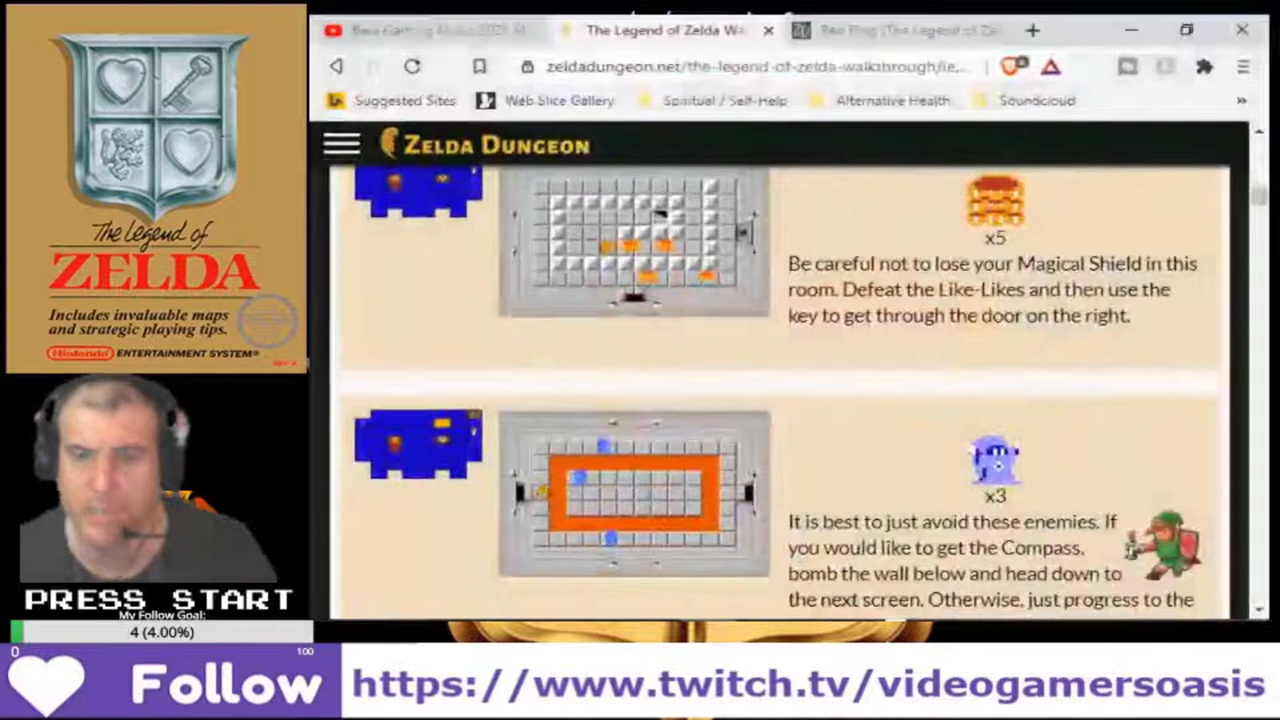 The Legend of
ZELDA
Includes invaluable maps
and strategic playing tips.
Nintendo ENTERTAINMENT SYSTEM
PRESS START
My Follow Goal:
4 (4.00%)
0
100
Follow
https://www.twitch.tv/videogamersoasis
The Legend of Zelda Wa
zeldadungeon.net/the-legend-of-zelda-walkthrough/le,...
Suggested Sites
Web Slice Gallery
Spiritual / Self-Help
Alternative Health
Soundcloud
ZELDA DUNGEON
x5
Be careful not to lose your Magical Shield in this
room. Defeat the Like-Likes and then use the
key to get through the door on the right.
x3
It is best to just avoid these enemies. If
you would like to get the Compass.
bomb the wall below and head down to
the next screen. Otherwise, just progress to the